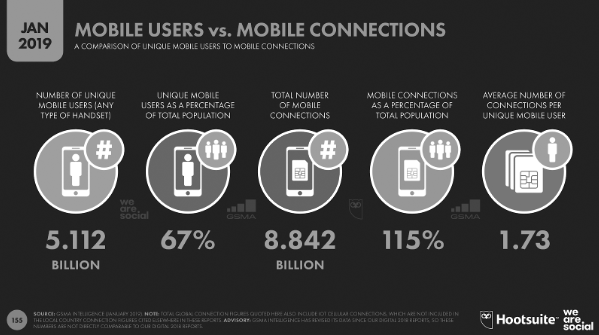 JAN
2019
MOBILE USERS vs. MOBILE CONNECTIONS
A COMPARISON OF UNIQUE MOBILE USERS TO MOBILE CONNECTIONS
NUMBER OF UNIQUE
MOBILE USERS (ANY
TYPE OF HANDSET)
UNIQUE MOBILE
USERS AS A PERCENTAGE
OF TOTAL POPULATION
TOTAL NUMBER
OF MOBILE
CONNECTIONS
MOBILE CONNECTIONS
AS A PERCENTAGE OF
TOTAL POPULATION
AVERAGE NUMBER OF
CONNECTIONS PER
UNIQUE MOBILE USER
#
#
we
are
social
GSMA
GSMA
5.112
BILLION
67%
8.842
BILLION
115%
1.73
155
SOURCE: GSMA INTELLIGENCE (JANUARY 2019). NOTE: TOTAL GLOBAL CONNECTION FIGURES QUOTED HERE ALSO INCLUDE IOT CELLULAR CONNECTIONS, WHICH ARE NOT INCLUDED IN
THE LOCAL COUNTRY CONNECTION FIGURES CITED ELSEWHERE IN THESE REPORTS. ADVISORY: GSMA INTELLIGENCE HAS REVISED ITS DATA SINCE OUR DIGITAL 2018 REPORTS, SO THESE
NUMBERS ARE NOT DIRECTLY COMPARABLE TO OUR DIGITAL 2018 REPORTS.
Hootsuite™
we
are
social